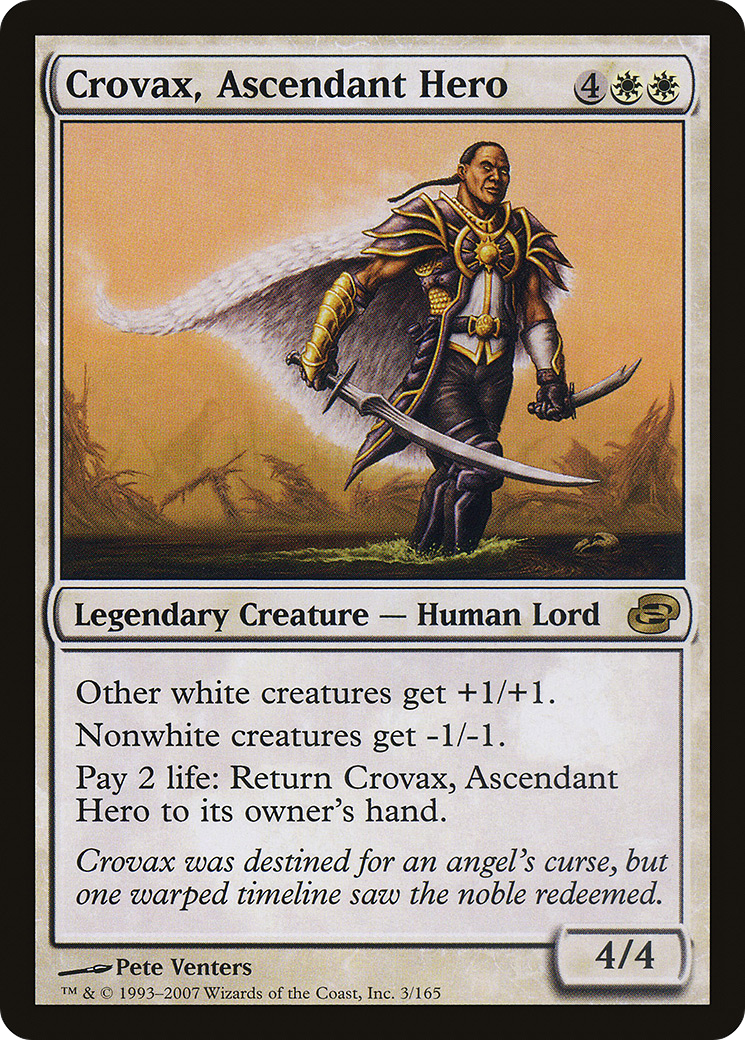 Crovax, Ascendant Hero 4
Legendary Creature — Human Lord
Other white creatures get +1/+1.
Nonwhite creatures get -1/-1.
Pay 2 life: Return Crovax, Ascendant
Hero to its owner's hand.
Crovax was destined for an angel's curse, but
one warped timeline saw the noble redeemed.
4/4
Pete Venters
™ & © 1993–2007 Wizards of the Coast, Inc. 3/165